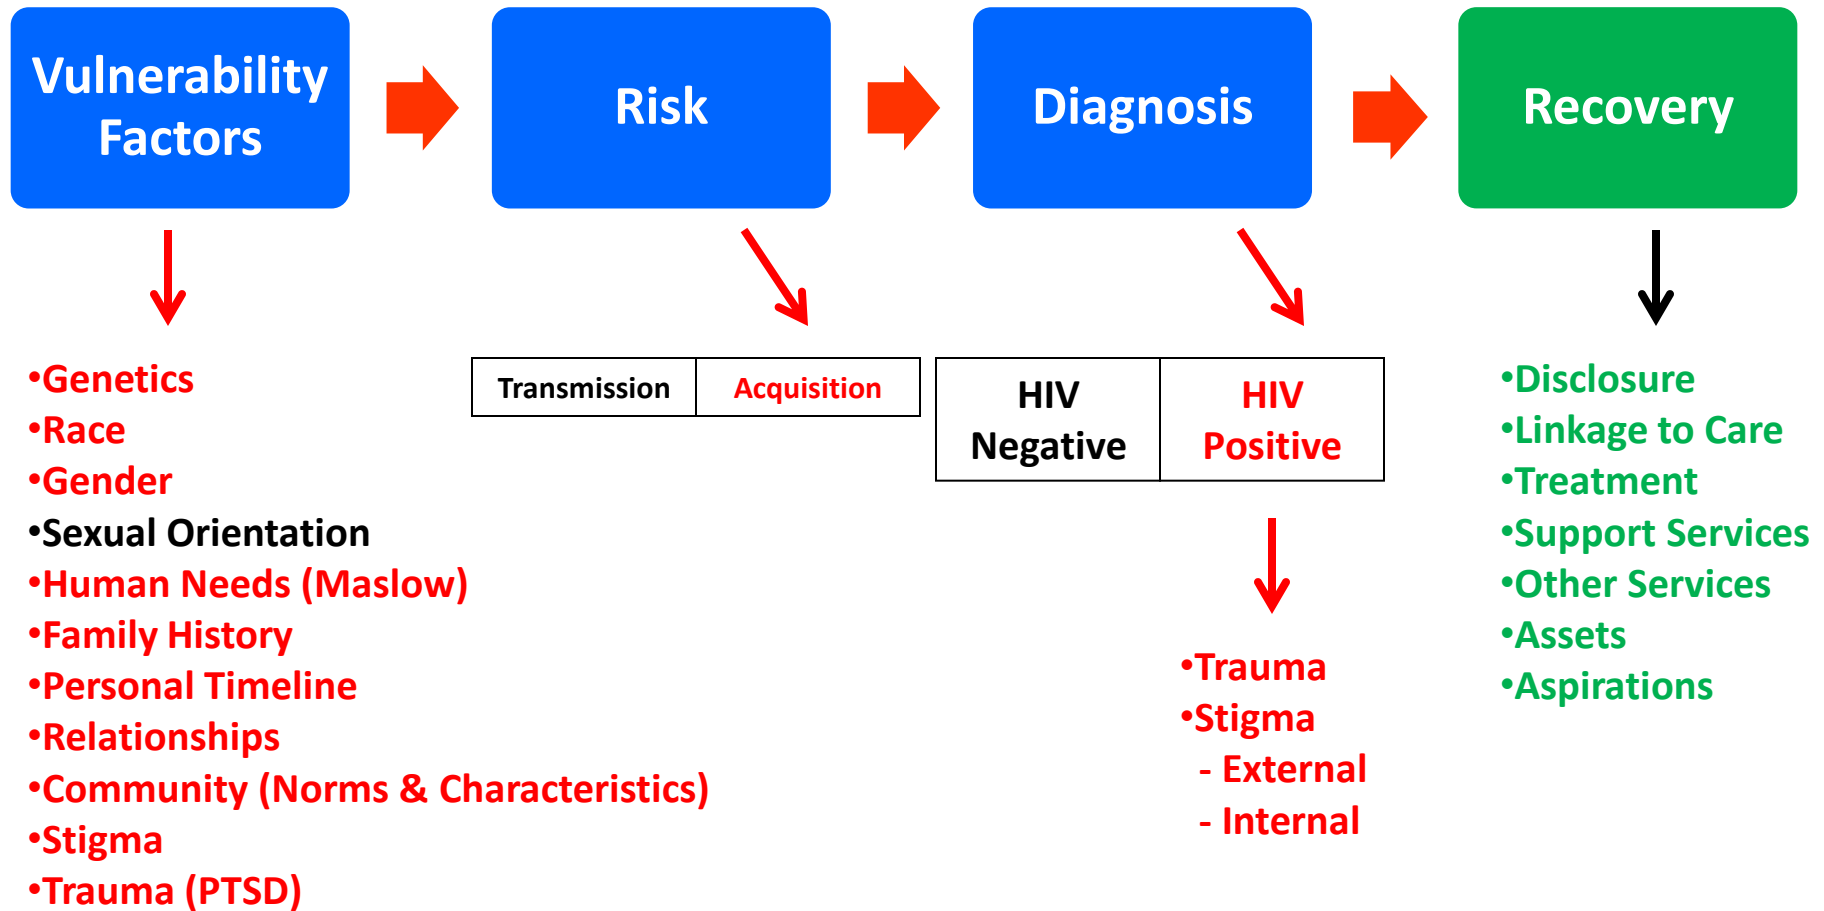 Vulnerability
Factors
Risk
Diagnosis
Recovery
•Genetics
•Race
•Gender
•Sexual Orientation
•Human Needs (Maslow)
•Family History
•Personal Timeline
•Relationships
•Community (Norms & Characteristics)
•Stigma
•Trauma (PTSD)
Transmission
Acquisition
HIV
Negative
HIV
Positive
•Trauma
•Stigma
- External
- Internal
•Disclosure
•Linkage to Care
•Treatment
•Support Services
•Other Services
•Assets
•Aspirations